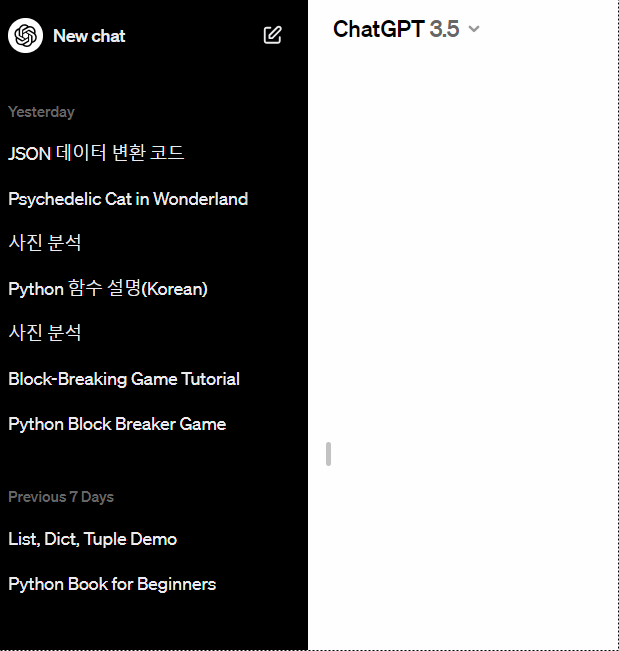 New chat
ChatGPT 3.5
Yesterday
JSON 데이터 변환 코드
Psychedelic Cat in Wonderland
사진 분석
Python 함수 설명(Korean)
사진 분석
Block-Breaking Game Tutorial
Python Block Breaker Game
Previous 7 Days
List, Dict, Tuple Demo
Python Book for Beginners